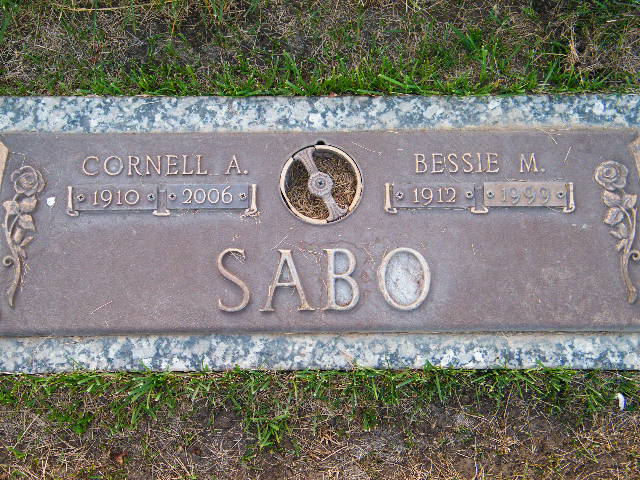 CORNELL A.
1910 2006
BESSIE M.
1912 1999
SABO